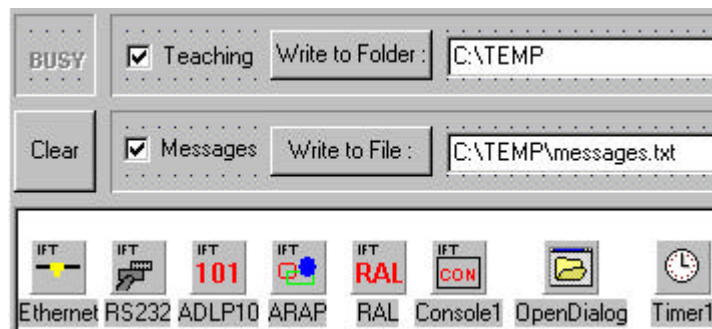 BUSY Teaching Write to Folder : C:\TEMP
Clear Messages Write to File : C:\TEMP\messages.txt
IFT IFT IFT IFT IFT IFT
101 RAL CON
Ethernet RS232 ADLP10 ARAP RAL Console1 OpenDialog Timer1